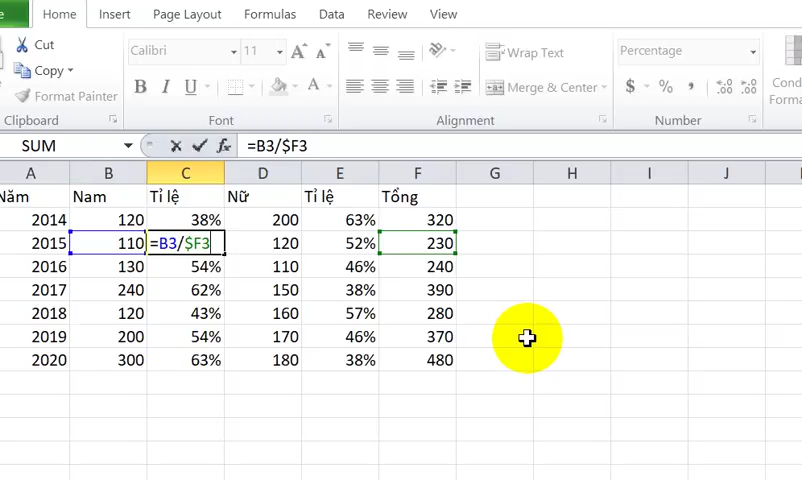 Home Insert Page Layout Formulas Data Review View
Cut
Copy
Format Painter
Calibri 11 A A
B I U A
Wrap Text
Merge & Center
Percentage
$ % , .00 .00
Cond
Forma
Clipboard Font Alignment Number
SUM fx =B3/$F3
A B C D E F G H I J
Năm Nam Tỉ lệ Nữ Tỉ lệ Tổng
2014 120 38% 200 63% 320
2015 110 =B3/$F3 120 52% 230
2016 130 54% 110 46% 240
2017 240 62% 150 38% 390
2018 120 43% 160 57% 280
2019 200 54% 170 46% 370
2020 300 63% 180 38% 480